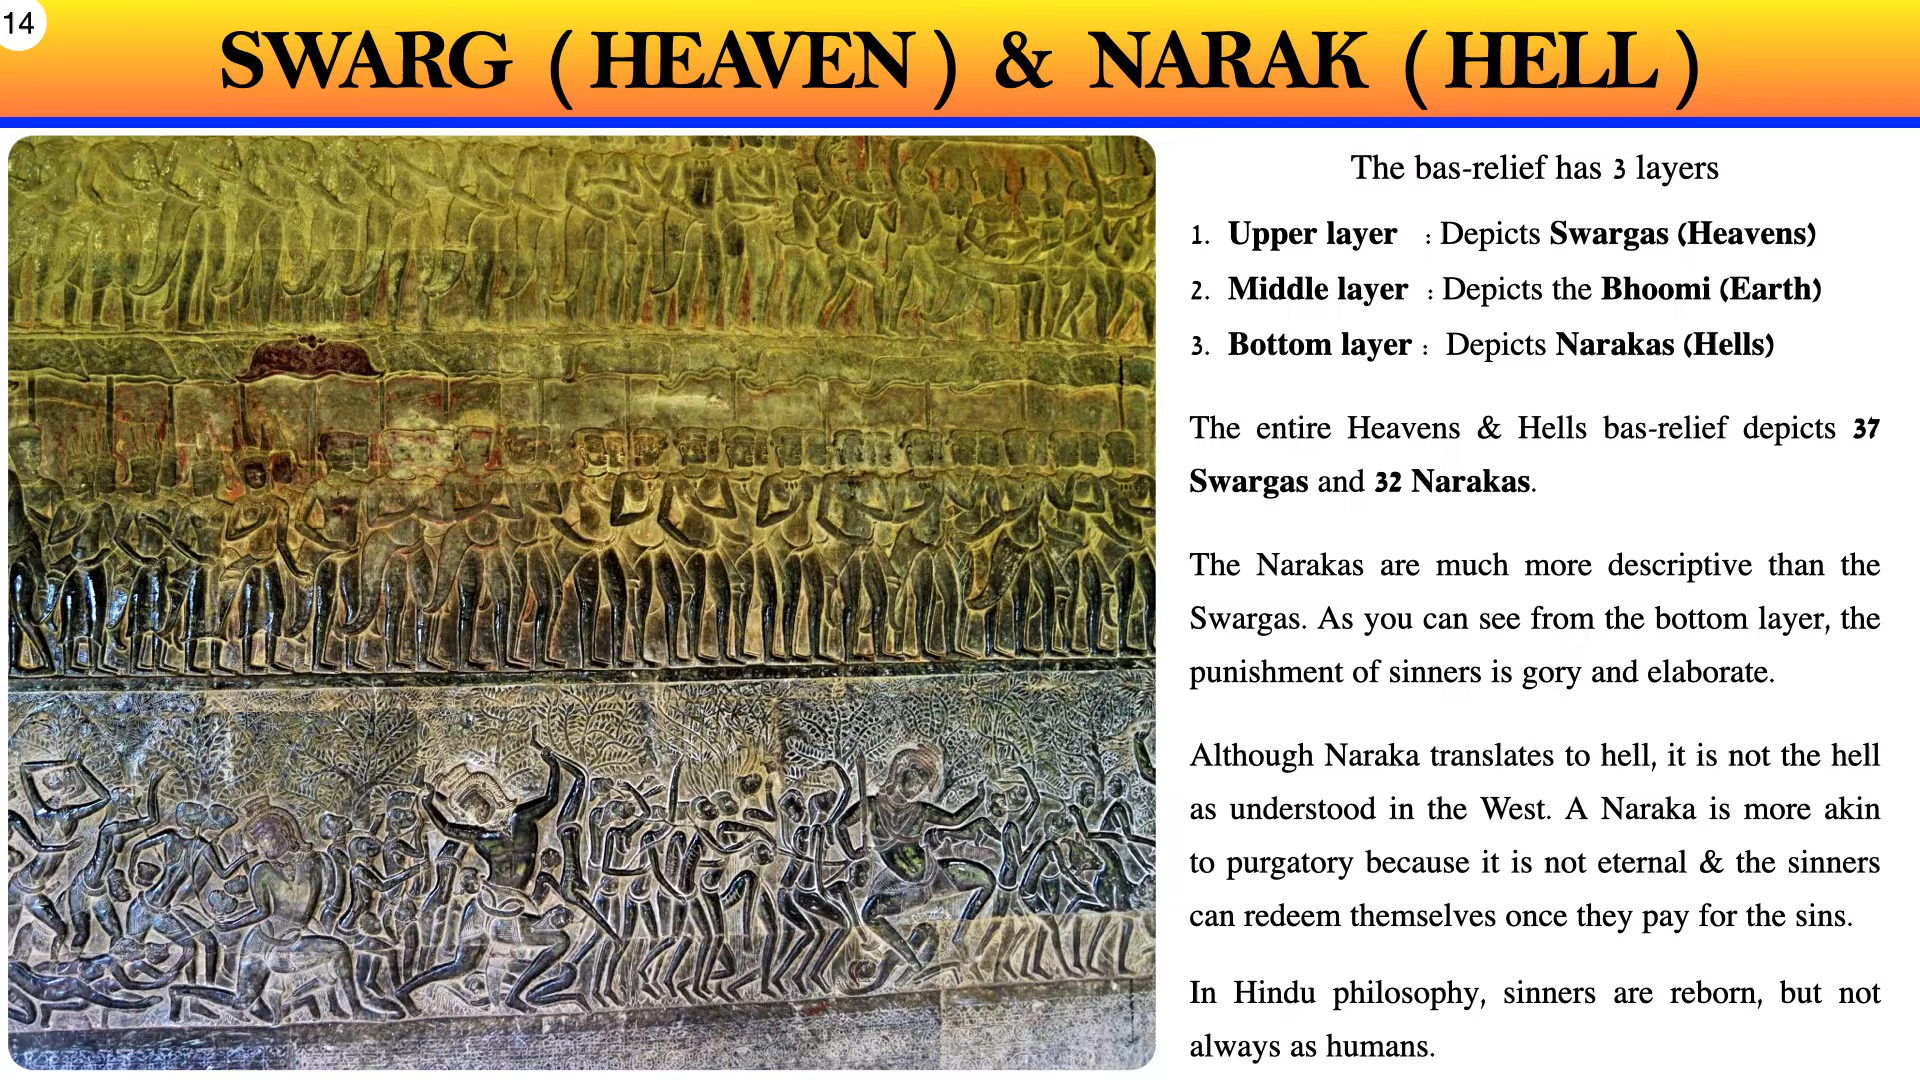 14
SWARG (HEAVEN) & NARAK (HELL)
The bas-relief has 3 layers
1. Upper layer : Depicts Swargas (Heavens)
2. Middle layer : Depicts the Bhoomi (Earth)
3. Bottom layer : Depicts Narakas (Hells)
The entire Heavens & Hells bas-relief depicts 37
Swargas and 32 Narakas.
The Narakas are much more descriptive than the
Swargas. As you can see from the bottom layer, the
punishment of sinners is gory and elaborate.
Although Naraka translates to hell, it is not the hell
as understood in the West. A Naraka is more akin
to purgatory because it is not eternal & the sinners
can redeem themselves once they pay for the sins.
In Hindu philosophy, sinners are reborn, but not
always as humans.